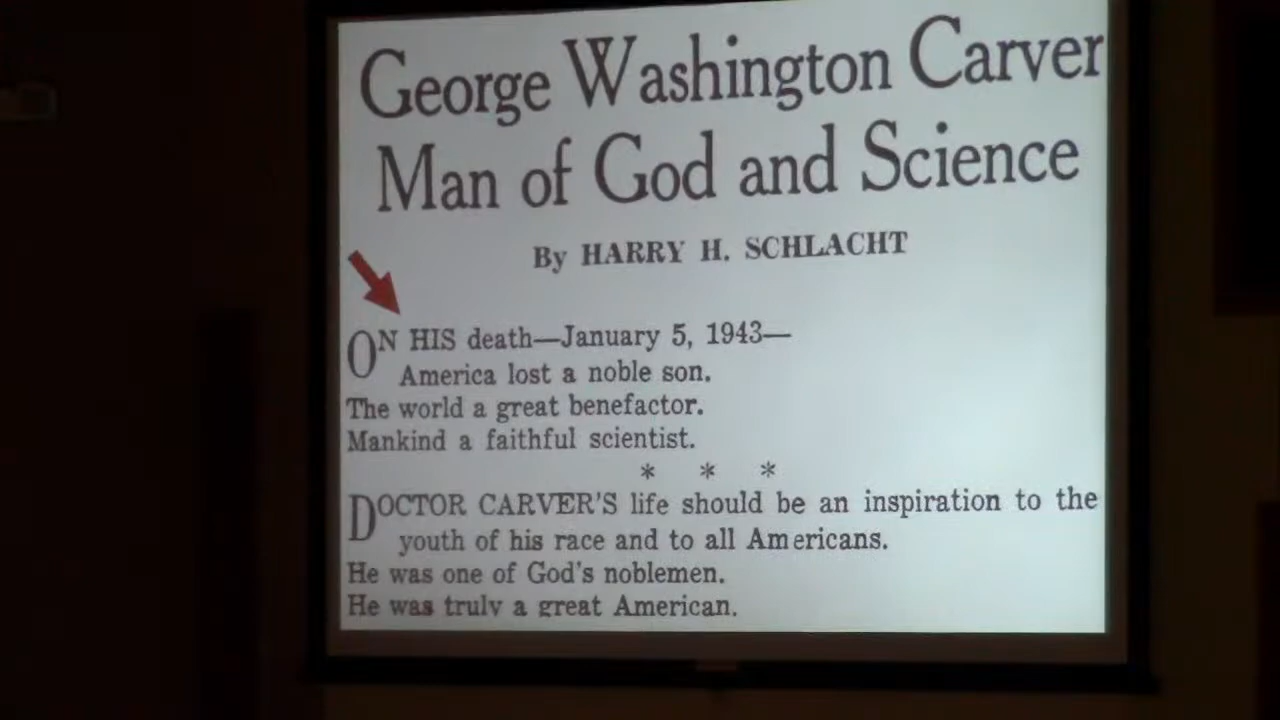 George Washington Carver
Man of God and Science
By HARRY H. SCHLACHT
ON HIS death—January 5, 1943—
America lost a noble son.
The world a great benefactor.
Mankind a faithful scientist.
* * *
DOCTOR CARVER'S life should be an inspiration to the
youth of his race and to all Americans.
He was one of God's noblemen.
He was truly a great American.